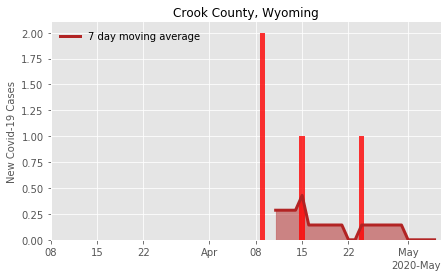 Crook County, Wyoming
7 day moving average
New Covid-19 Cases
2.00
1.75
1.50
1.25
1.00
0.75
0.50
0.25
0.00
08 15 22 Apr 08 15 22 May
2020-May